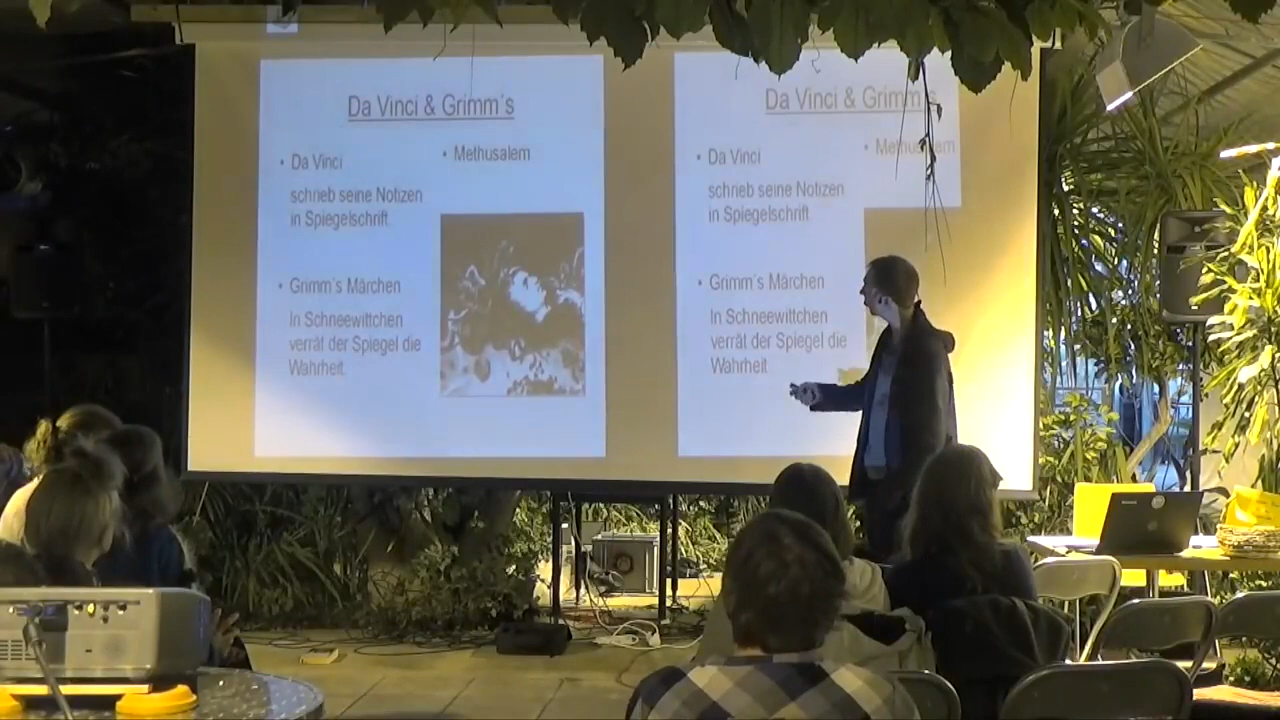 Da Vinci & Grimm´s
• Da Vinci
schrieb seine Notizen
in Spiegelschrift.
• Grimm´s Märchen
In Schneewittchen
verrät der Spiegel die
Wahrheit.
• Methusalem
Da Vinci & Grimm´s
• Da Vinci
schrieb seine Notizen
in Spiegelschrift.
• Grimm´s Märchen
In Schneewittchen
verrät der Spiegel die
Wahrheit.
• Methusalem